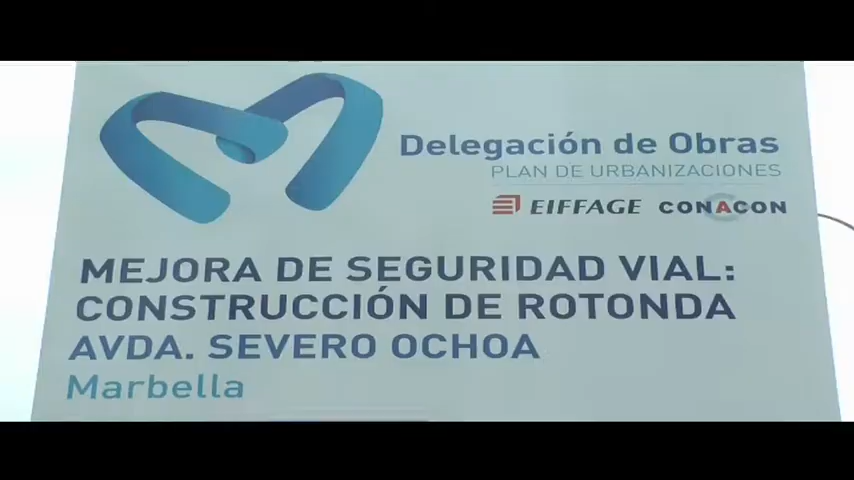 Delegación de Obras
PLAN DE URBANIZACIONES
EIFFAGE CONACON
MEJORA DE SEGURIDAD VIAL:
CONSTRUCCIÓN DE ROTONDA
AVDA. SEVERO OCHOA
Marbella